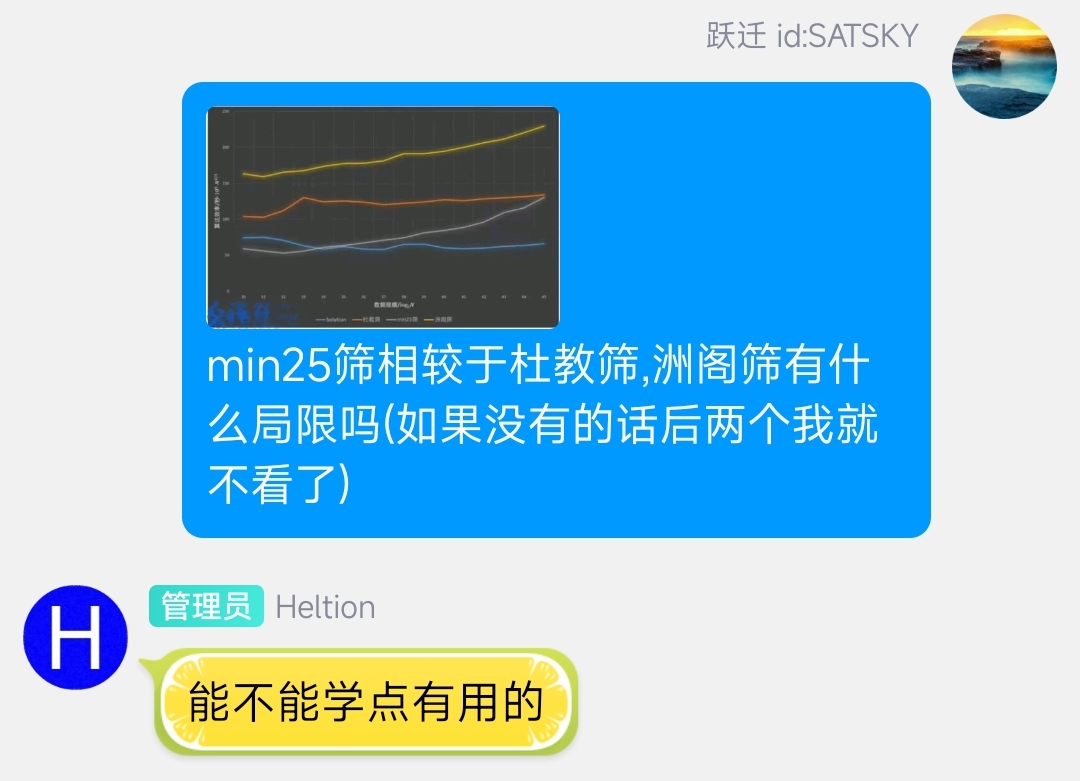 跃迁 id:SATSKY
min25筛相较于杜教筛,洲阁筛有什
么局限吗(如果没有的话后两个我就
不看了)
管理员 Heltion
H
能不能学点有用的